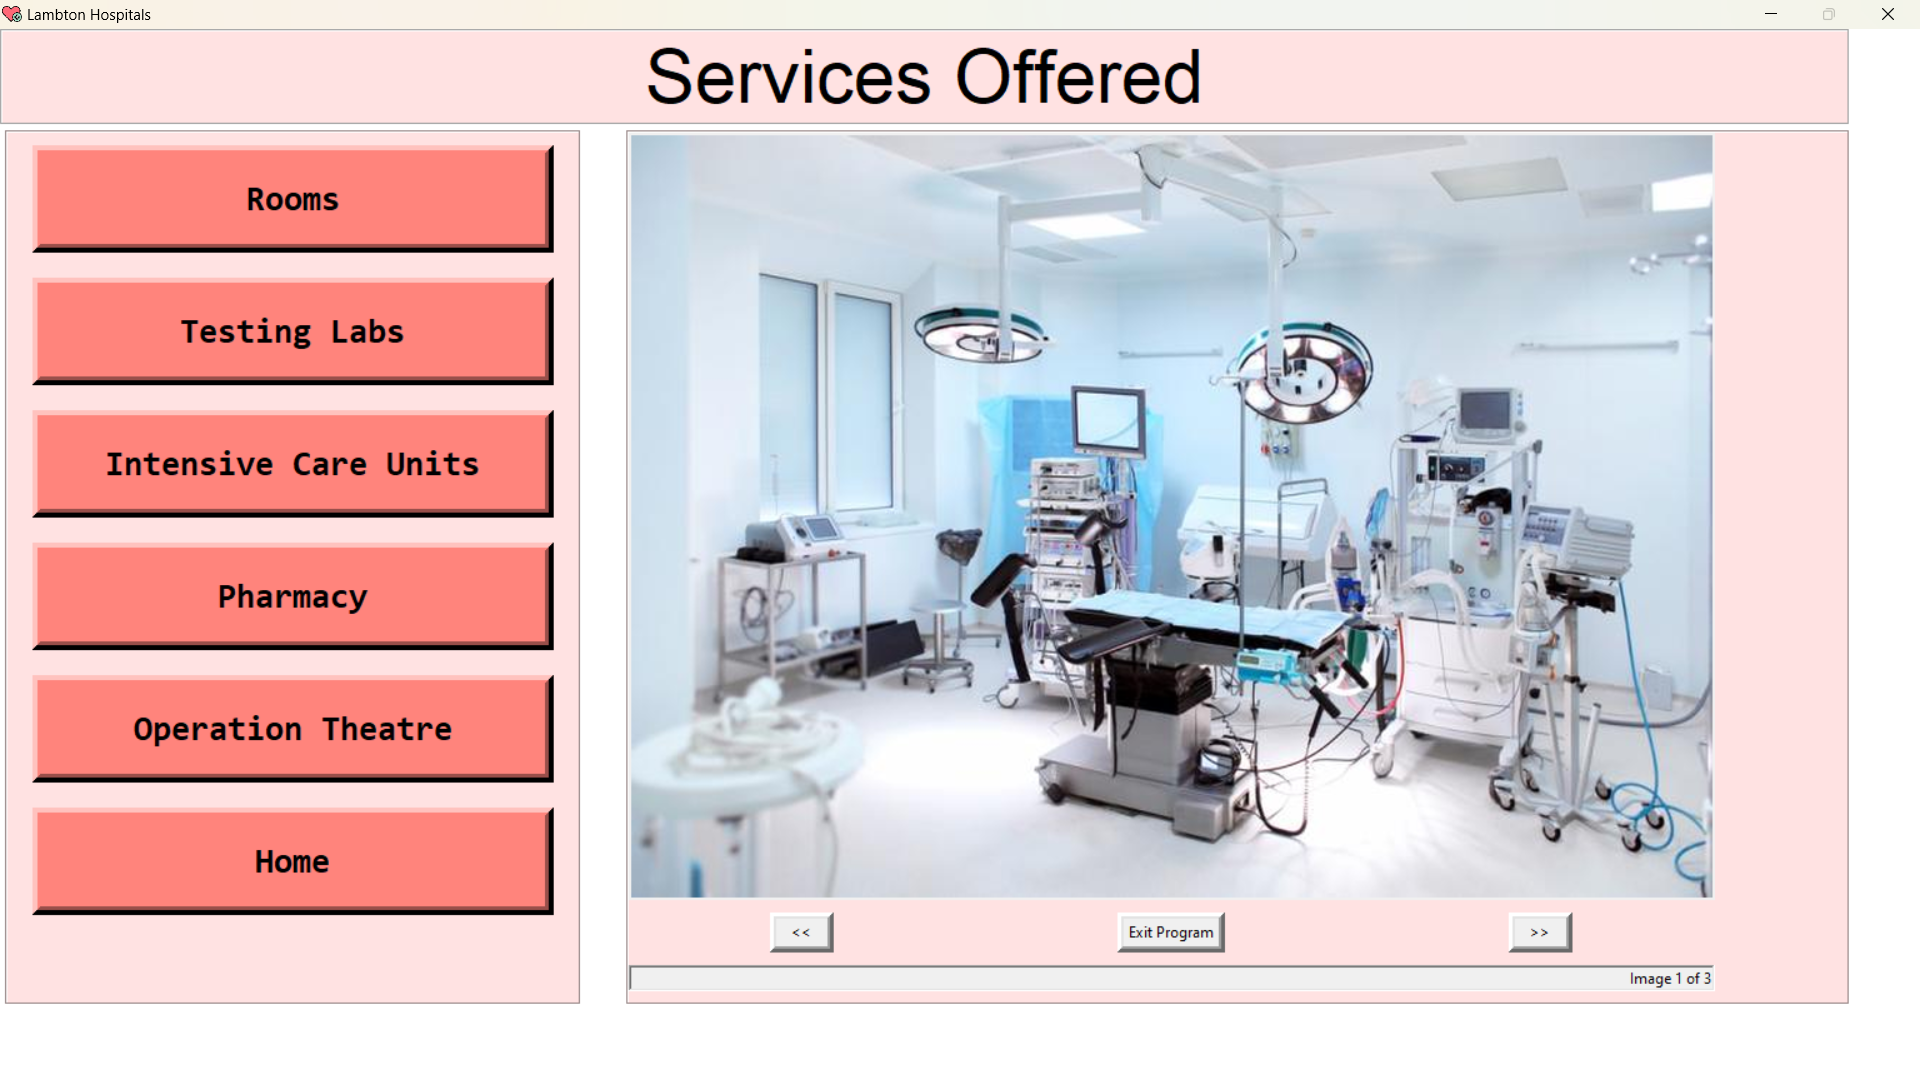 Lambton Hospitals
Services Offered
Rooms
Testing Labs
Intensive Care Units
Pharmacy
Operation Theatre
Home
<<
Exit Program
>>
Image 1 of 3